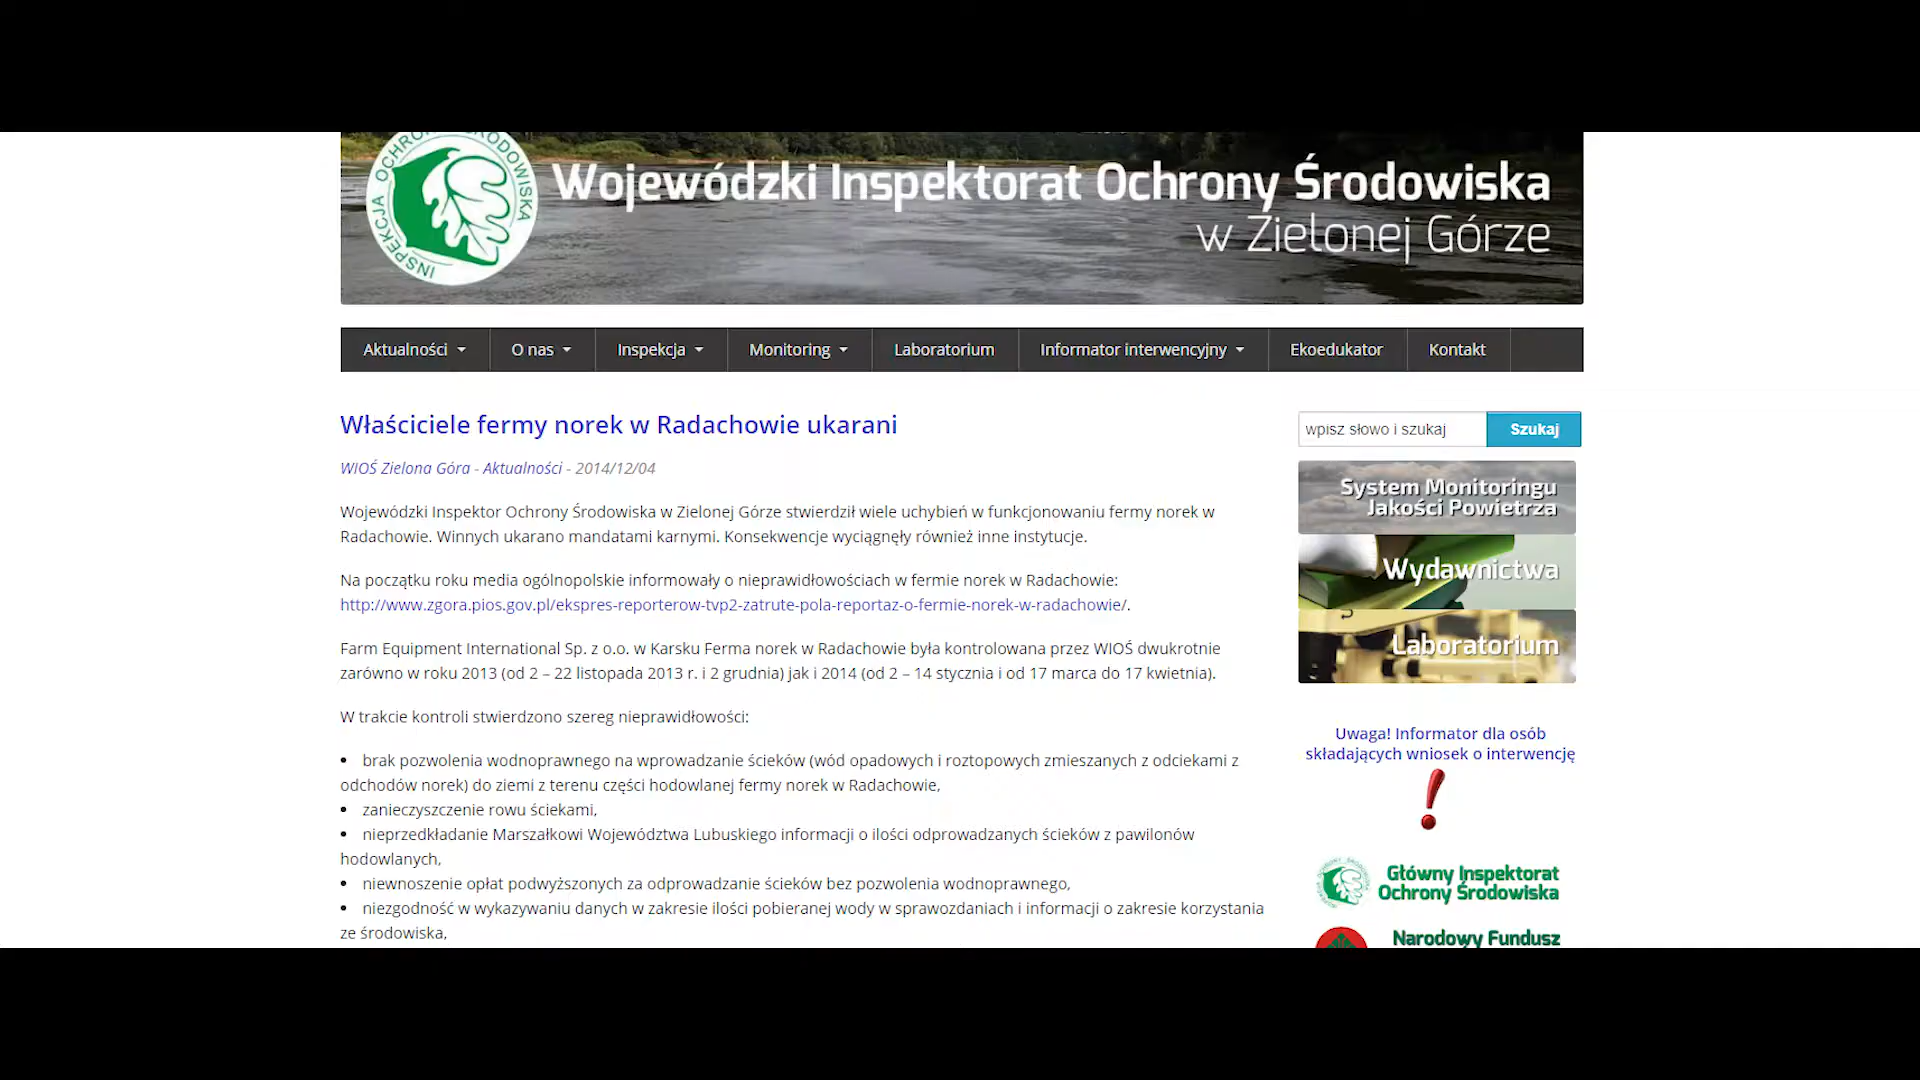 INSPEKCJA OCHRONY ŚRODOWISKA
Wojewódzki Inspektorat Ochrony Środowiska
w Zielonej Górze
Aktualności O nas Inspekcja Monitoring Laboratorium Informator interwencyjny Ekoedukator Kontakt
Właściciele fermy norek w Radachowie ukarani
WIOŚ Zielona Góra - Aktualności - 2014/12/04
Wojewódzki Inspektor Ochrony Środowiska w Zielonej Górze stwierdził wiele uchybień w funkcjonowaniu fermy norek w
Radachowie. Winnych ukarano mandatami karnymi. Konsekwencje wyciągnęły również inne instytucje.
Na początku roku media ogólnopolskie informowały o nieprawidłowościach w fermie norek w Radachowie:
http://www.zgora.pios.gov.pl/ekspres-reporterow-tvp2-zatrute-pola-reportaz-o-fermie-norek-w-radachowie/.
Farm Equipment International Sp. z o.o. w Karsku Ferma norek w Radachowie była kontrolowana przez WIOŚ dwukrotnie
zarówno w roku 2013 (od 2 – 22 listopada 2013 r. i 2 grudnia) jak i 2014 (od 2 – 14 stycznia i od 17 marca do 17 kwietnia).
W trakcie kontroli stwierdzono szereg nieprawidłowości:
• brak pozwolenia wodnoprawnego na wprowadzanie ścieków (wód opadowych i roztopowych zmieszanych z odciekami z
odchodów norek) do ziemi z terenu części hodowlanej fermy norek w Radachowie,
• zanieczyszczenie rowu ściekami,
• nieprzedkładanie Marszałkowi Województwa Lubuskiego informacji o ilości odprowadzanych ścieków z pawilonów
hodowlanych,
• niewnoszenie opłat podwyższonych za odprowadzanie ścieków bez pozwolenia wodnoprawnego,
• niezgodność w wykazywaniu danych w zakresie ilości pobieranej wody w sprawozdaniach i informacji o zakresie korzystania
ze środowiska,
wpisz słowo i szukaj Szukaj
System Monitoringu
Jakości Powietrza
Wydawnictwa
Laboratorium
Uwaga! Informator dla osób
składających wniosek o interwencję
Główny Inspektorat
Ochrony Środowiska
Narodowy Fundusz